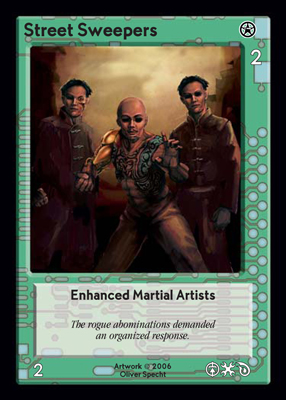 Street Sweepers
2
Enhanced Martial Artists
The rogue abominations demanded
an organized response.
Artwork © 2006
Oliver Specht
2